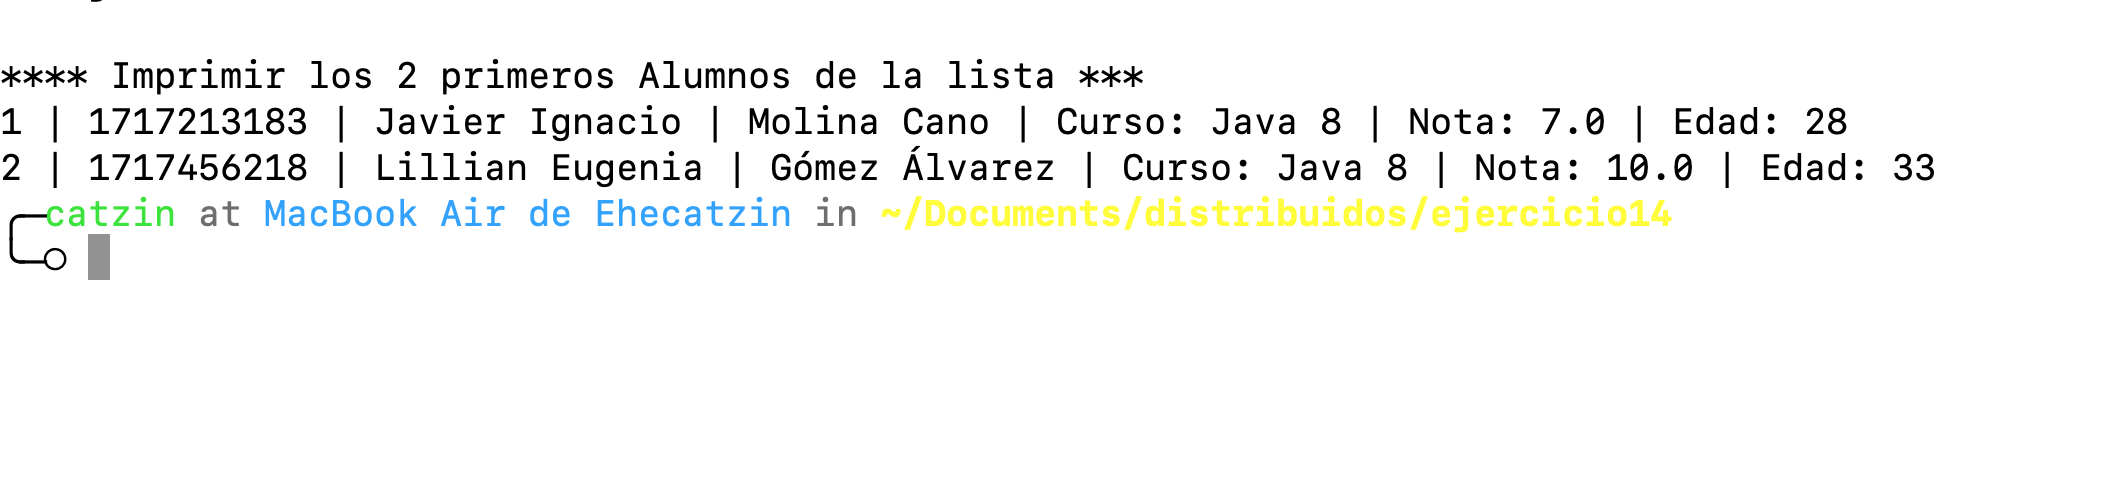 **** Imprimir los 2 primeros Alumnos de la lista ***
1 | 1717213183 | Javier Ignacio | Molina Cano | Curso: Java 8 | Nota: 7.0 | Edad: 28
2 | 1717456218 | Lillian Eugenia | Gómez Álvarez | Curso: Java 8 | Nota: 10.0 | Edad: 33
catzin at MacBook Air de Ehecatzin in ~/Documents/distribuidos/ejercicio14